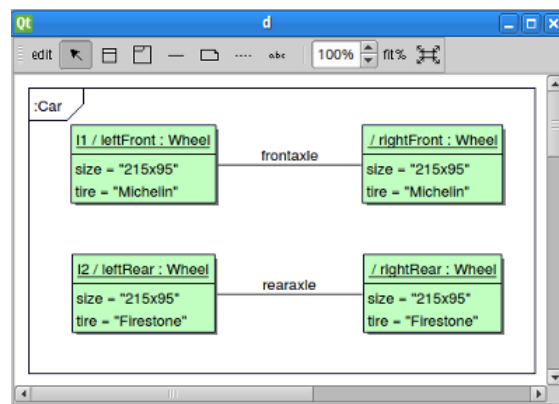 Qt d
edit abc 100% fit%
:Car
l1 / leftFront : Wheel
size = "215x95"
tire = "Michelin"
frontaxle
/ rightFront : Wheel
size = "215x95"
tire = "Michelin"
l2 / leftRear : Wheel
size = "215x95"
tire = "Firestone"
rearaxle
/ rightRear : Wheel
size = "215x95"
tire = "Firestone"